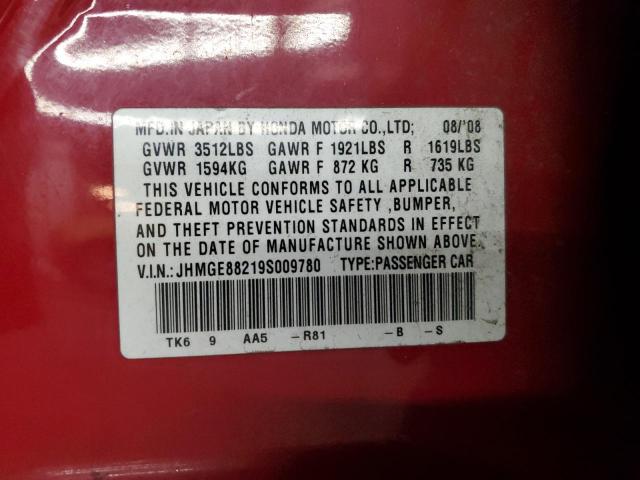 MFD.IN JAPAN BY HONDA MOTOR CO.,LTD; 08/'08
GVWR 3512LBS GAWR F 1921LBS R 1619LBS
GVWR 1594KG GAWR F 872 KG R 735 KG
THIS VEHICLE CONFORMS TO ALL APPLICABLE
FEDERAL MOTOR VEHICLE SAFETY ,BUMPER,
AND THEFT PREVENTION STANDARDS IN EFFECT
ON THE DATE OF MANUFACTURE SHOWN ABOVE.
V.I.N.:JHMGE88219S009780 TYPE:PASSENGER CAR
TK6 9 AA5 -R81 -B -S